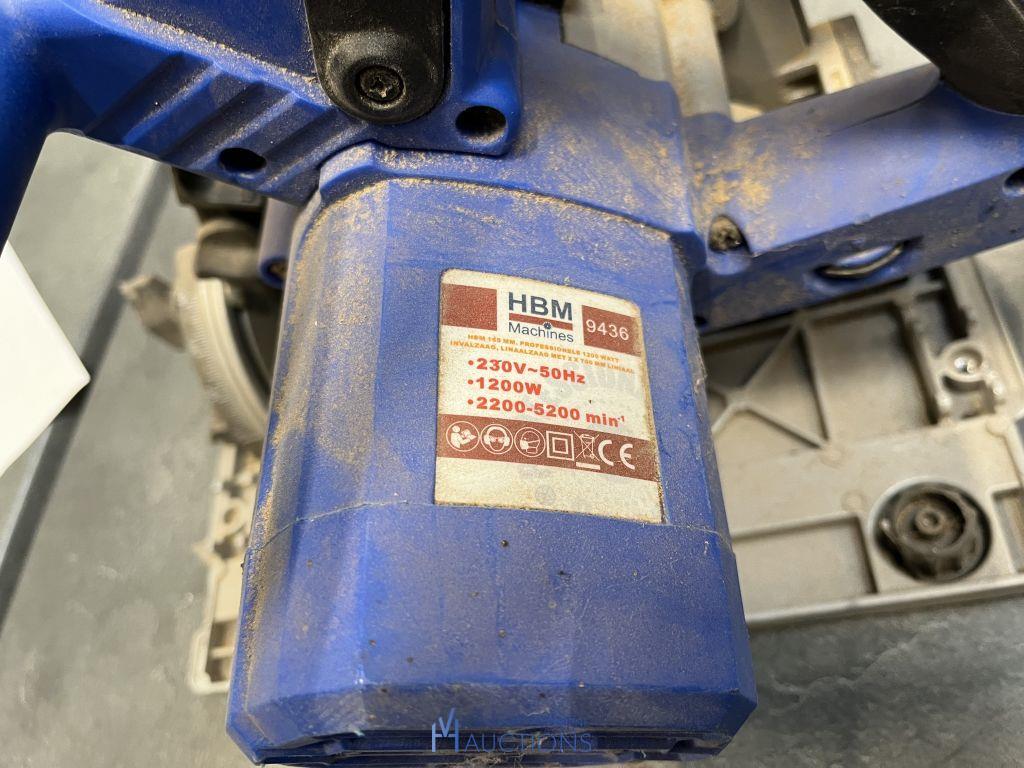 HBM
Machines
9436
HBM 165 MM. PROFESSIONELE 1200 WATT
INVALZAAG, LINAALZAAG MET 2 X 700 MM LINIAAL
•230V~50Hz
•1200W
•2200-5200 min⁻¹
CE
VH AUCTIONS